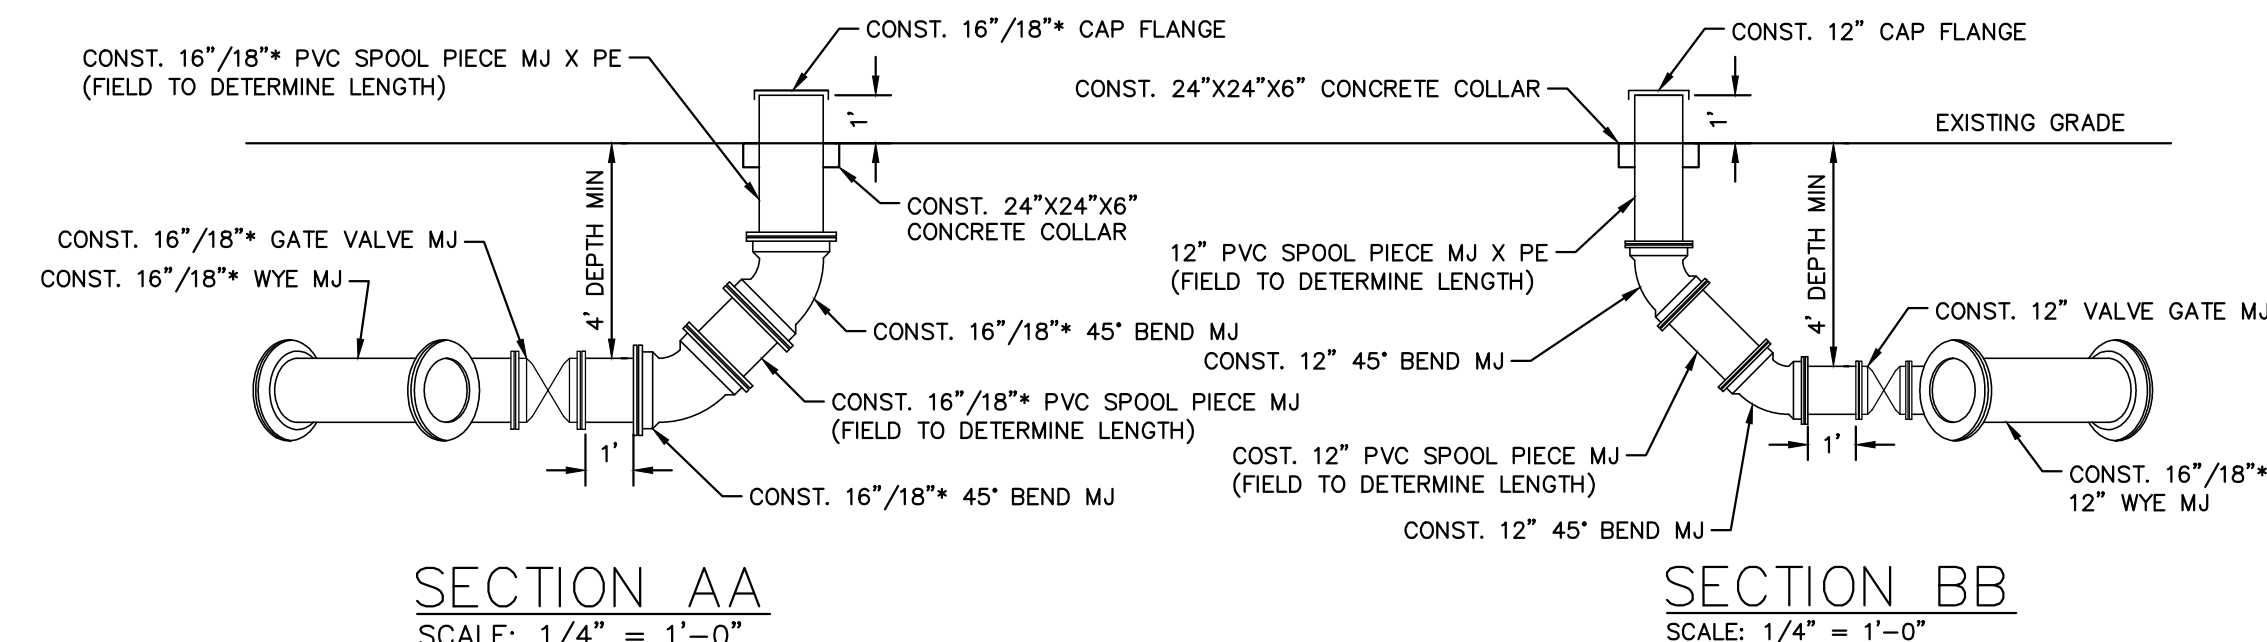 CONST. 16”/18”* CAP FLANGE
CONST. 16”/18”* PVC SPOOL PIECE MJ X PE
(FIELD TO DETERMINE LENGTH)
1'
4' DEPTH MIN
CONST. 24”X24”X6”
CONCRETE COLLAR
CONST. 16”/18”* GATE VALVE MJ
CONST. 16”/18”* WYE MJ
CONST. 16”/18”* 45° BEND MJ
CONST. 16”/18”* PVC SPOOL PIECE MJ
(FIELD TO DETERMINE LENGTH)
1'
CONST. 16”/18”* 45° BEND MJ
SECTION AA
SCALE: 1/4” = 1'-0”
CONST. 12” CAP FLANGE
CONST. 24”X24”X6” CONCRETE COLLAR
1'
EXISTING GRADE
4' DEPTH MIN
12” PVC SPOOL PIECE MJ X PE
(FIELD TO DETERMINE LENGTH)
CONST. 12” VALVE GATE MJ
CONST. 12” 45° BEND MJ
1'
COST. 12” PVC SPOOL PIECE MJ
(FIELD TO DETERMINE LENGTH)
CONST. 16”/18”*
12” WYE MJ
CONST. 12” 45° BEND MJ
SECTION BB
SCALE: 1/4” = 1'-0”